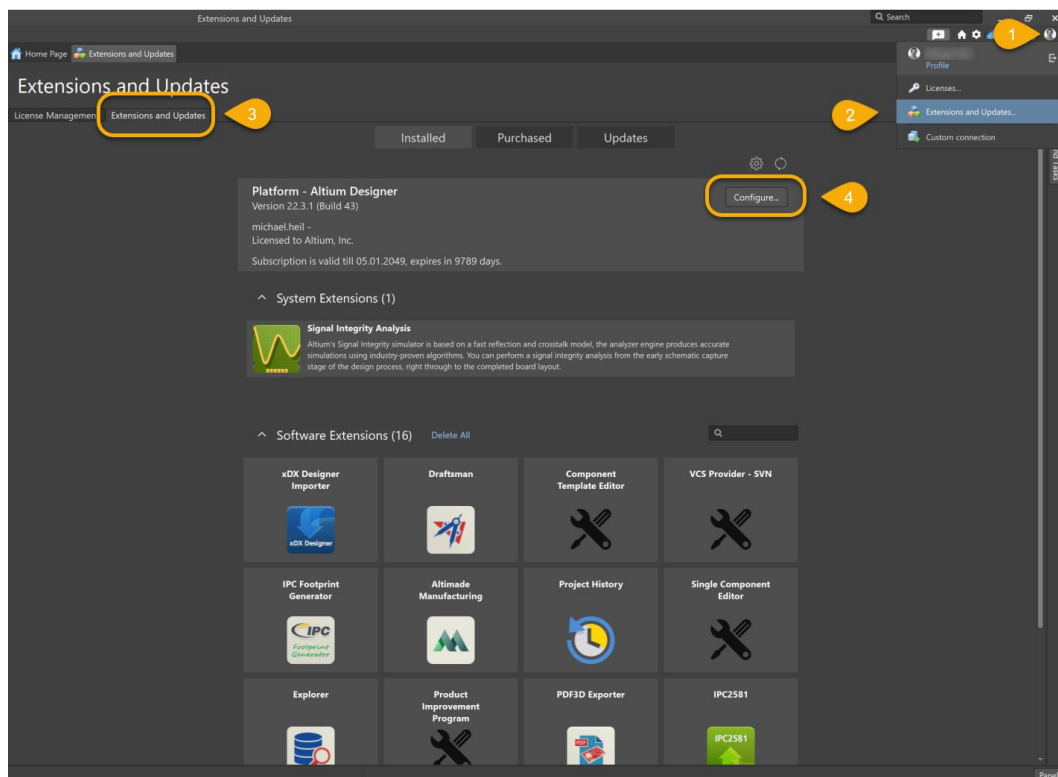 Extensions and Updates
Search
1
Home Page
Extensions and Updates
Profile
Extensions and Updates
Licenses...
License Management
Extensions and Updates
3
2
Extensions and Updates...
Custom connection
Installed
Purchased
Updates
Platform - Altium Designer
Version 22.3.1 (Build 43)
Configure...
4
michael.heil -
Licensed to Altium, Inc.
Subscription is valid till 05.01.2049, expires in 9789 days.
System Extensions (1)
Signal Integrity Analysis
Altium's Signal Integrity simulator is based on a fast reflection and crosstalk model, the analyzer engine produces accurate
simulations using industry-proven algorithms. You can perform a signal integrity analysis from the early schematic capture
stage of the design process, right through to the completed board layout.
Software Extensions (16)
Delete All
xDX Designer
Importer
xDX Designer
Draftsman
Component
Template Editor
VCS Provider - SVN
IPC Footprint
Generator
IPC
Footprint
Generator
Altimade
Manufacturing
Project History
Single Component
Editor
Explorer
Product
Improvement
Program
PDF3D Exporter
PDF
IPC2581
IPC2581